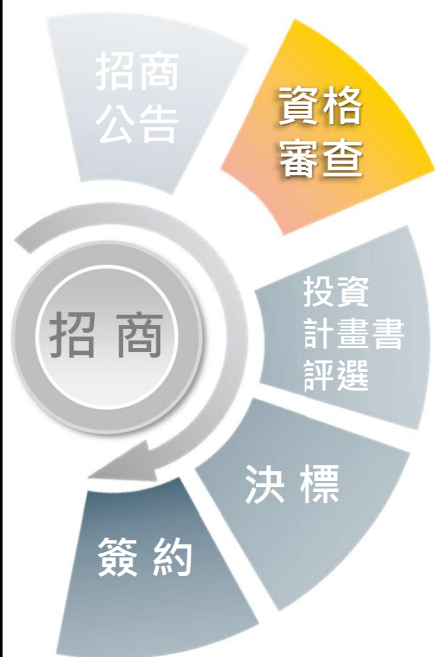 招商
公告
資格
審查
投資
計畫書
評選
招 商
決 標
簽 約